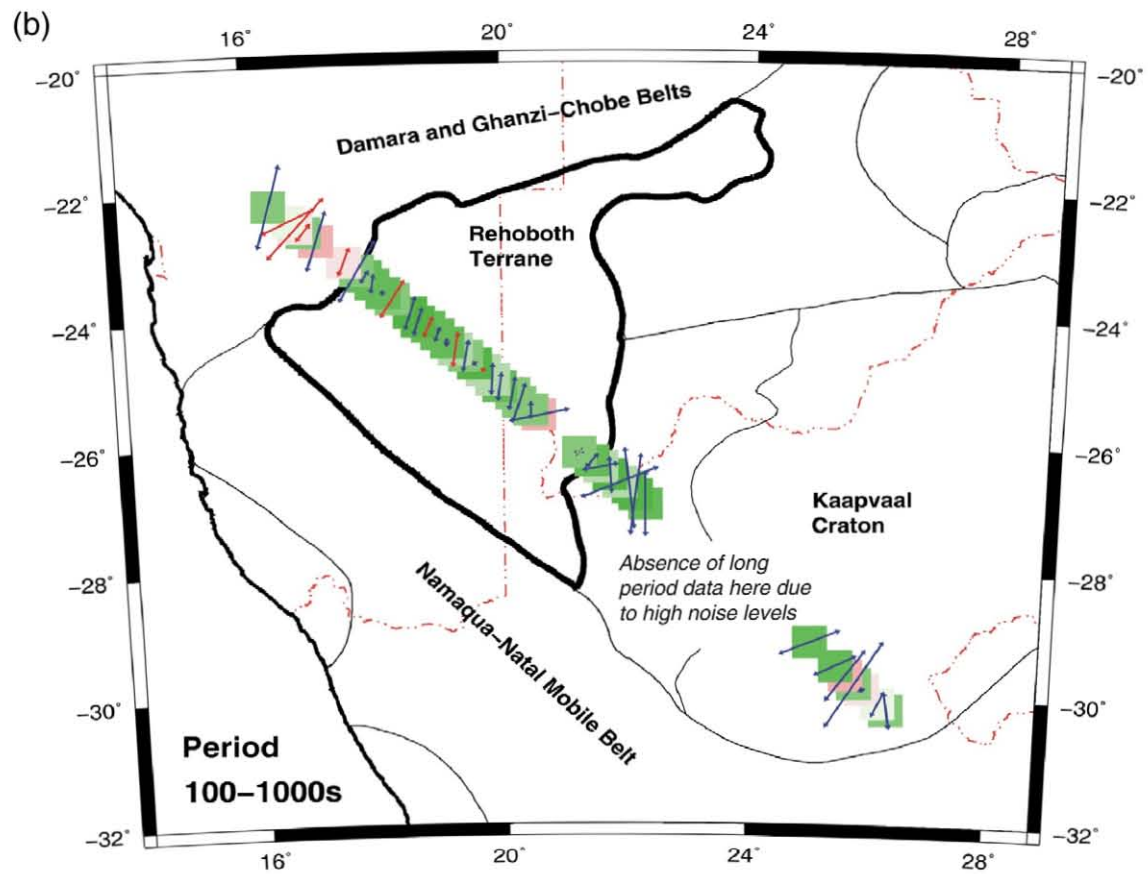 (b)
16° 20° 24° 28°
−20° −20°
Damara and Ghanzi−Chobe Belts
−22° −22°
Rehoboth
Terrane
−24° −24°
−26° −26°
Kaapvaal
Craton
Absence of long
period data here due
to high noise levels
−28° −28°
Namaqua−Natal Mobile Belt
−30° −30°
Period
100−1000s
−32° −32°
16° 20° 24° 28°